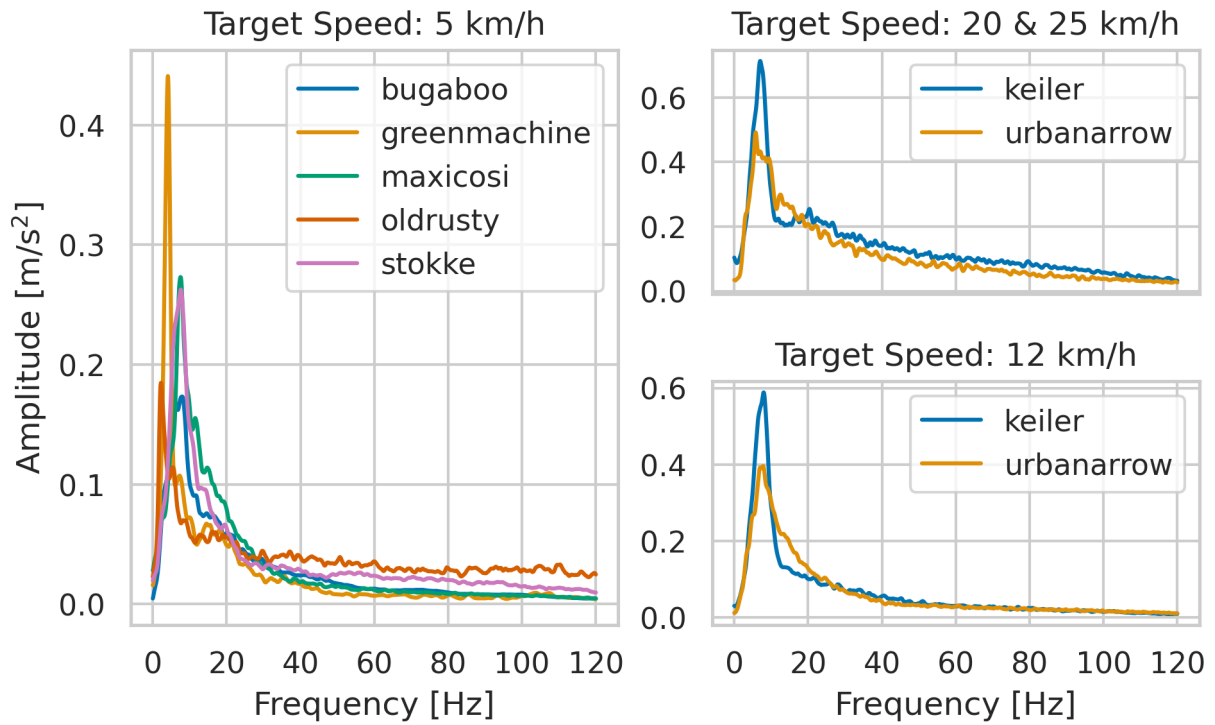 Target Speed: 5 km/h
Amplitude [m/s²]
0.4
0.3
0.2
0.1
0.0
bugaboo
greenmachine
maxicosi
oldrusty
stokke
0 20 40 60 80 100 120
Frequency [Hz]
Target Speed: 20 & 25 km/h
0.6
0.4
0.2
0.0
keiler
urbanarrow
Target Speed: 12 km/h
0.6
0.4
0.2
0.0
keiler
urbanarrow
0 20 40 60 80 100 120
Frequency [Hz]